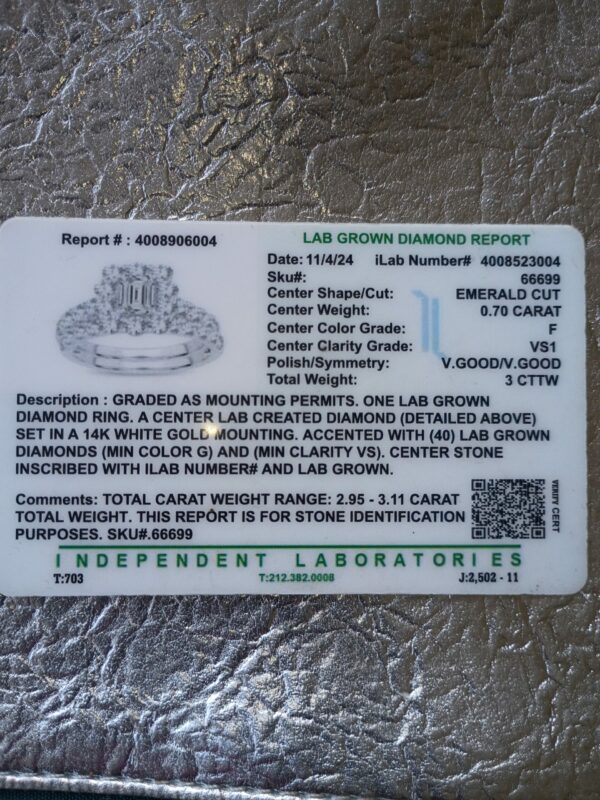 Report # : 4008906004
LAB GROWN DIAMOND REPORT
Date: 11/4/24 iLab Number# 4008523004
Sku#: 66699
Center Shape/Cut: EMERALD CUT
Center Weight: 0.70 CARAT
Center Color Grade: F
Center Clarity Grade: VS1
Polish/Symmetry: V.GOOD/V.GOOD
Total Weight: 3 CTTW
Description : GRADED AS MOUNTING PERMITS. ONE LAB GROWN
DIAMOND RING. A CENTER LAB CREATED DIAMOND (DETAILED ABOVE)
SET IN A 14K WHITE GOLD MOUNTING. ACCENTED WITH (40) LAB GROWN
DIAMONDS (MIN COLOR G) AND (MIN CLARITY VS). CENTER STONE
INSCRIBED WITH ILAB NUMBER# AND LAB GROWN.
Comments: TOTAL CARAT WEIGHT RANGE: 2.95 - 3.11 CARAT
TOTAL WEIGHT. THIS REPORT IS FOR STONE IDENTIFICATION
PURPOSES. SKU#.66699
VERIFY CERT
INDEPENDENT LABORATORIES
T:703 T:212.382.0008 J:2,502 - 11